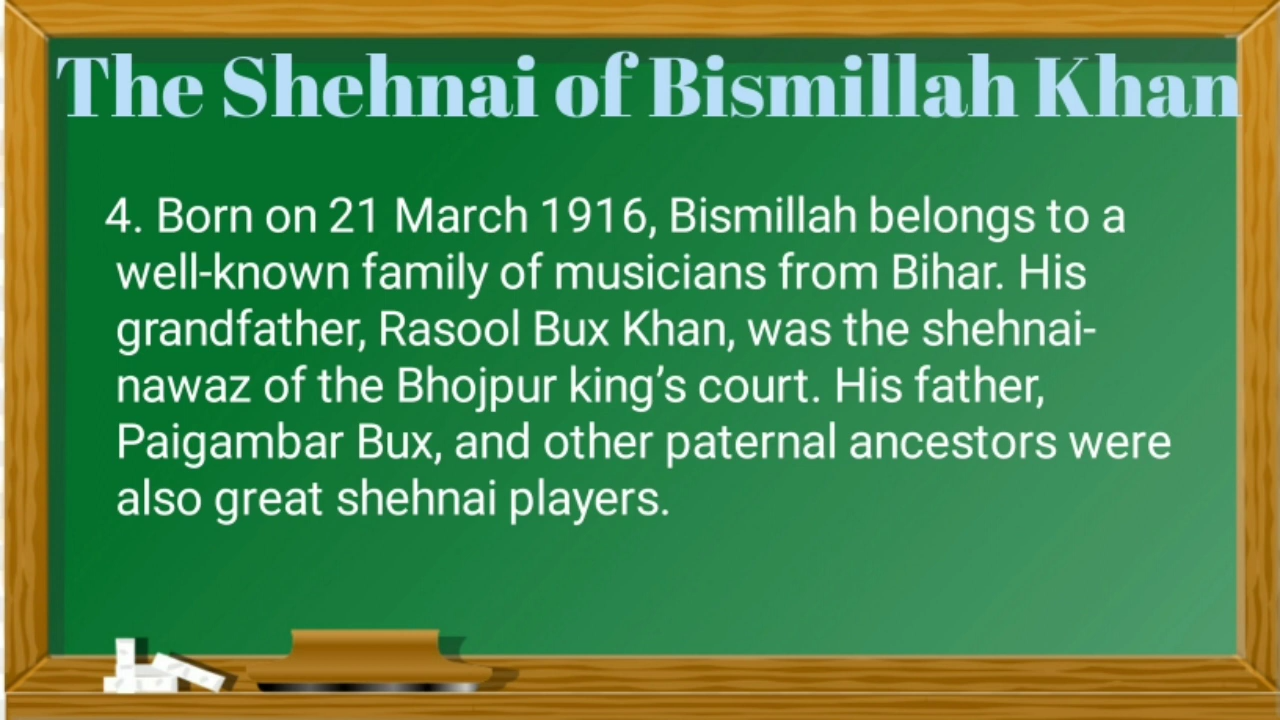 The Shehnai of Bismillah Khan
4. Born on 21 March 1916, Bismillah belongs to a
well-known family of musicians from Bihar. His
grandfather, Rasool Bux Khan, was the shehnai-
nawaz of the Bhojpur king’s court. His father,
Paigambar Bux, and other paternal ancestors were
also great shehnai players.